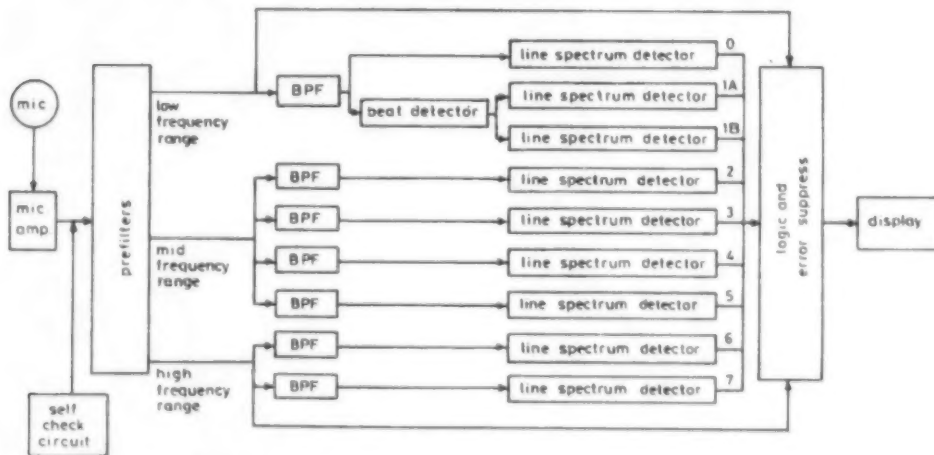 mic
mic
amp.
self
check
circuit
prefilters
low
frequency
range
mid
frequency
range
high
frequency
range
BPF
beat detector
BPF
BPF
BPF
BPF
BPF
BPF
line spectrum detector
0
line spectrum detector
1A
line spectrum detector
1B
line spectrum detector
2
line spectrum detector
3
line spectrum detector
4
line spectrum detector
5
line spectrum detector
6
line spectrum detector
7
logic and
error suppress
display